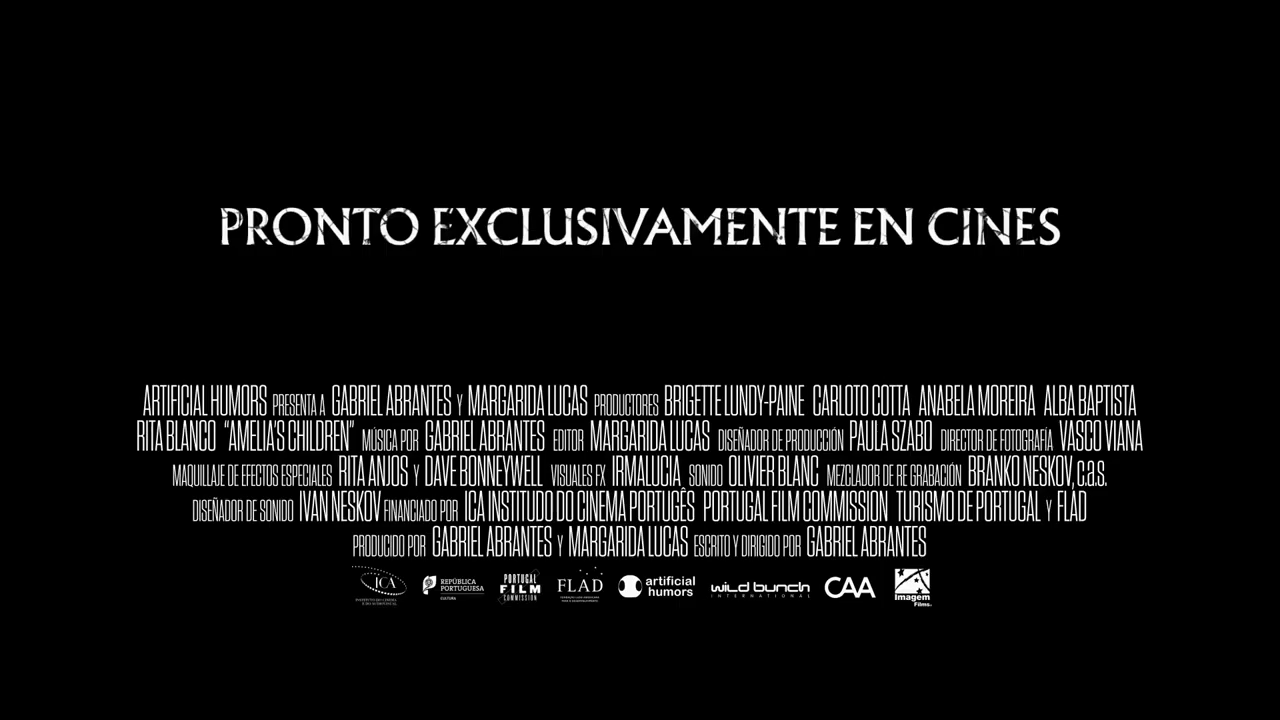 PRONTO EXCLUSIVAMENTE EN CINES
ARTIFICIAL HUMORS PRESENTA A GABRIEL ABRANTES Y MARGARIDA LUCAS PRODUCTORES BRIGETTE LUNDY-PAINE CARLOTO COTTA ANABELA MOREIRA ALBA BAPTISTA
RITA BLANCO "AMELIA'S CHILDREN" MÚSICA POR GABRIEL ABRANTES EDITOR MARGARIDA LUCAS DISEÑADOR DE PRODUCCIÓN PAULA SZABO DIRECTOR DE FOTOGRAFÍA VASCO VIANA
MAQUILLAJE DE EFECTOS ESPECIALES RITA ANJOS Y DAVE BONNEYWELL VISUALES FX IRMALUCIA SONIDO OLIVIER BLANC MEZCLADOR DE RE GRABACIÓN BRANKO NESKOV, c.a.s.
DISEÑADOR DE SONIDO IVAN NESKOV FINANCIADO POR ICA INSTITUDO DO CINEMA PORTUGÊS PORTUGAL FILM COMMISSION TURISMO DE PORTUGAL Y FLAD
PRODUCIDO POR GABRIEL ABRANTES Y MARGARIDA LUCAS ESCRITO Y DIRIGIDO POR GABRIEL ABRANTES
ICA
REPÚBLICA
PORTUGUESA
CULTURA
PORTUGAL
FILM
COMMISSION
FLAD
artificial
humors
wild bunch
INTERNATIONAL
CAA
Imagem
Films